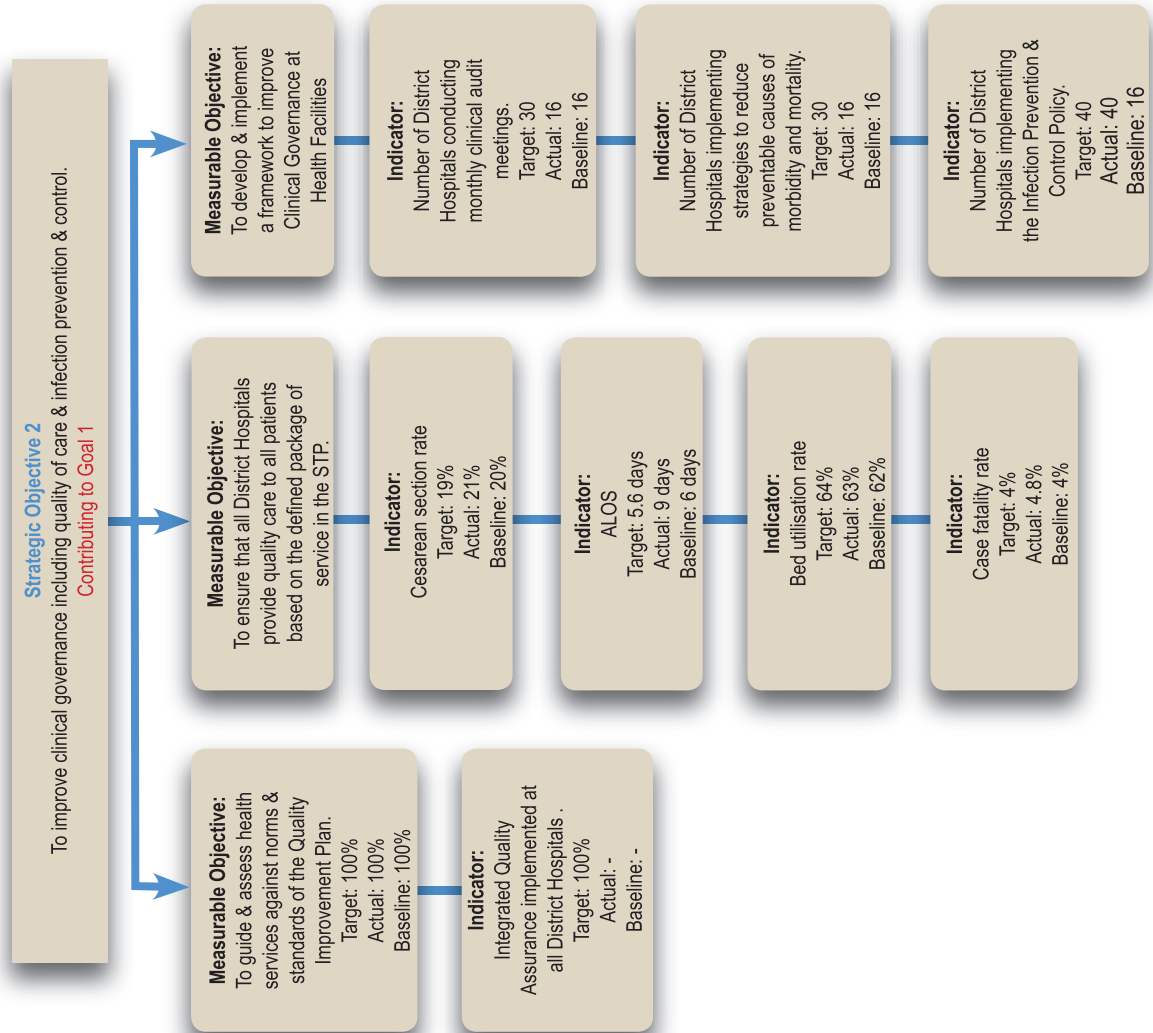 Strategic Objective 2
To improve clinical governance including quality of care & infection prevention & control.
Contributing to Goal 1
Measurable Objective:
To guide & assess health
services against norms &
standards of the Quality
Improvement Plan.
Target: 100%
Actual: 100%
Baseline: 100%
Indicator:
Integrated Quality
Assurance implemented at
all District Hospitals .
Target: 100%
Actual: -
Baseline: -
Measurable Objective:
To ensure that all District Hospitals
provide quality care to all patients
based on the defined package of
service in the STP.
Indicator:
Cesarean section rate
Target: 19%
Actual: 21%
Baseline: 20%
Indicator:
ALOS
Target: 5.6 days
Actual: 9 days
Baseline: 6 days
Indicator:
Bed utilisation rate
Target: 64%
Actual: 63%
Baseline: 62%
Indicator:
Case fatality rate
Target: 4%
Actual: 4.8%
Baseline: 4%
Measurable Objective:
To develop & implement
a framework to improve
Clinical Governance at
Health Facilities
Indicator:
Number of District
Hospitals conducting
monthly clinical audit
meetings.
Target: 30
Actual: 16
Baseline: 16
Indicator:
Number of District
Hospitals implementing
strategies to reduce
preventable causes of
morbidity and mortality.
Target: 30
Actual: 16
Baseline: 16
Indicator:
Number of District
Hospitals implementing
the Infection Prevention &
Control Policy.
Target: 40
Actual: 40
Baseline: 16